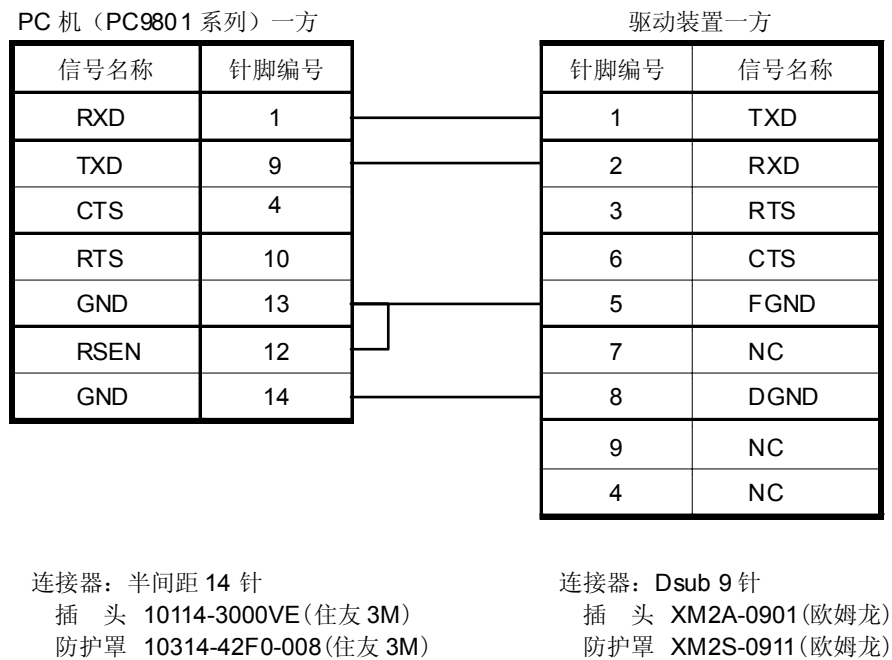 PC 机（PC9801 系列）一方 驱动装置一方
信号名称 针脚编号 针脚编号 信号名称
RXD 1 1 TXD
TXD 9 2 RXD
CTS 4 3 RTS
RTS 10 6 CTS
GND 13 5 FGND
RSEN 12 7 NC
GND 14 8 DGND
9 NC
4 NC
连接器：半间距 14 针 连接器：Dsub 9 针
插 头 10114-3000VE（住友 3M） 插 头 XM2A-0901（欧姆龙）
防护罩 10314-42F0-008（住友 3M） 防护罩 XM2S-0911（欧姆龙）